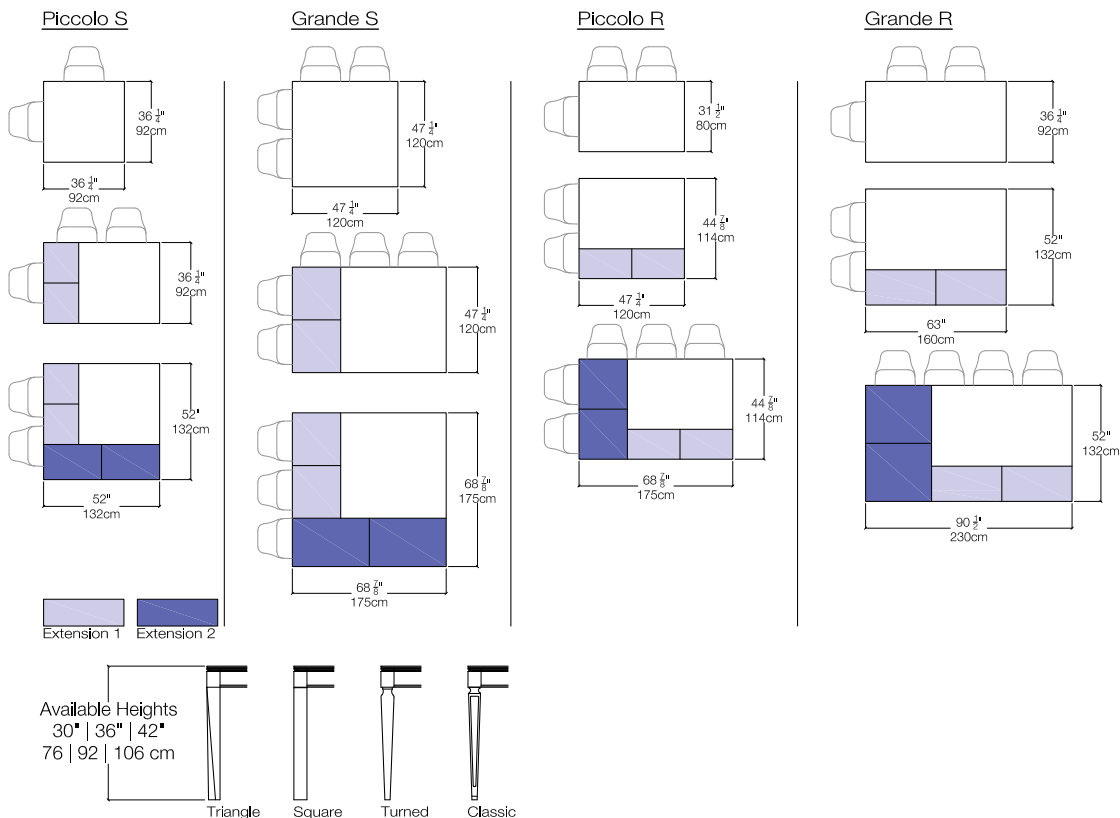 Piccolo S
36 1/4"
92cm
36 1/4"
92cm
36 1/4"
92cm
52"
132cm
52"
132cm
Grande S
47 1/4"
120cm
47 1/4"
120cm
47 1/4"
120cm
68 7/8"
175cm
68 7/8"
175cm
Piccolo R
31 1/2"
80cm
44 7/8"
114cm
47 1/4"
120cm
44 7/8"
114cm
68 7/8"
175cm
Grande R
36 1/4"
92cm
52"
132cm
63"
160cm
52"
132cm
90 1/2"
230cm
Extension 1
Extension 2
Available Heights
30" | 36" | 42"
76 | 92 | 106 cm
Triangle
Square
Turned
Classic